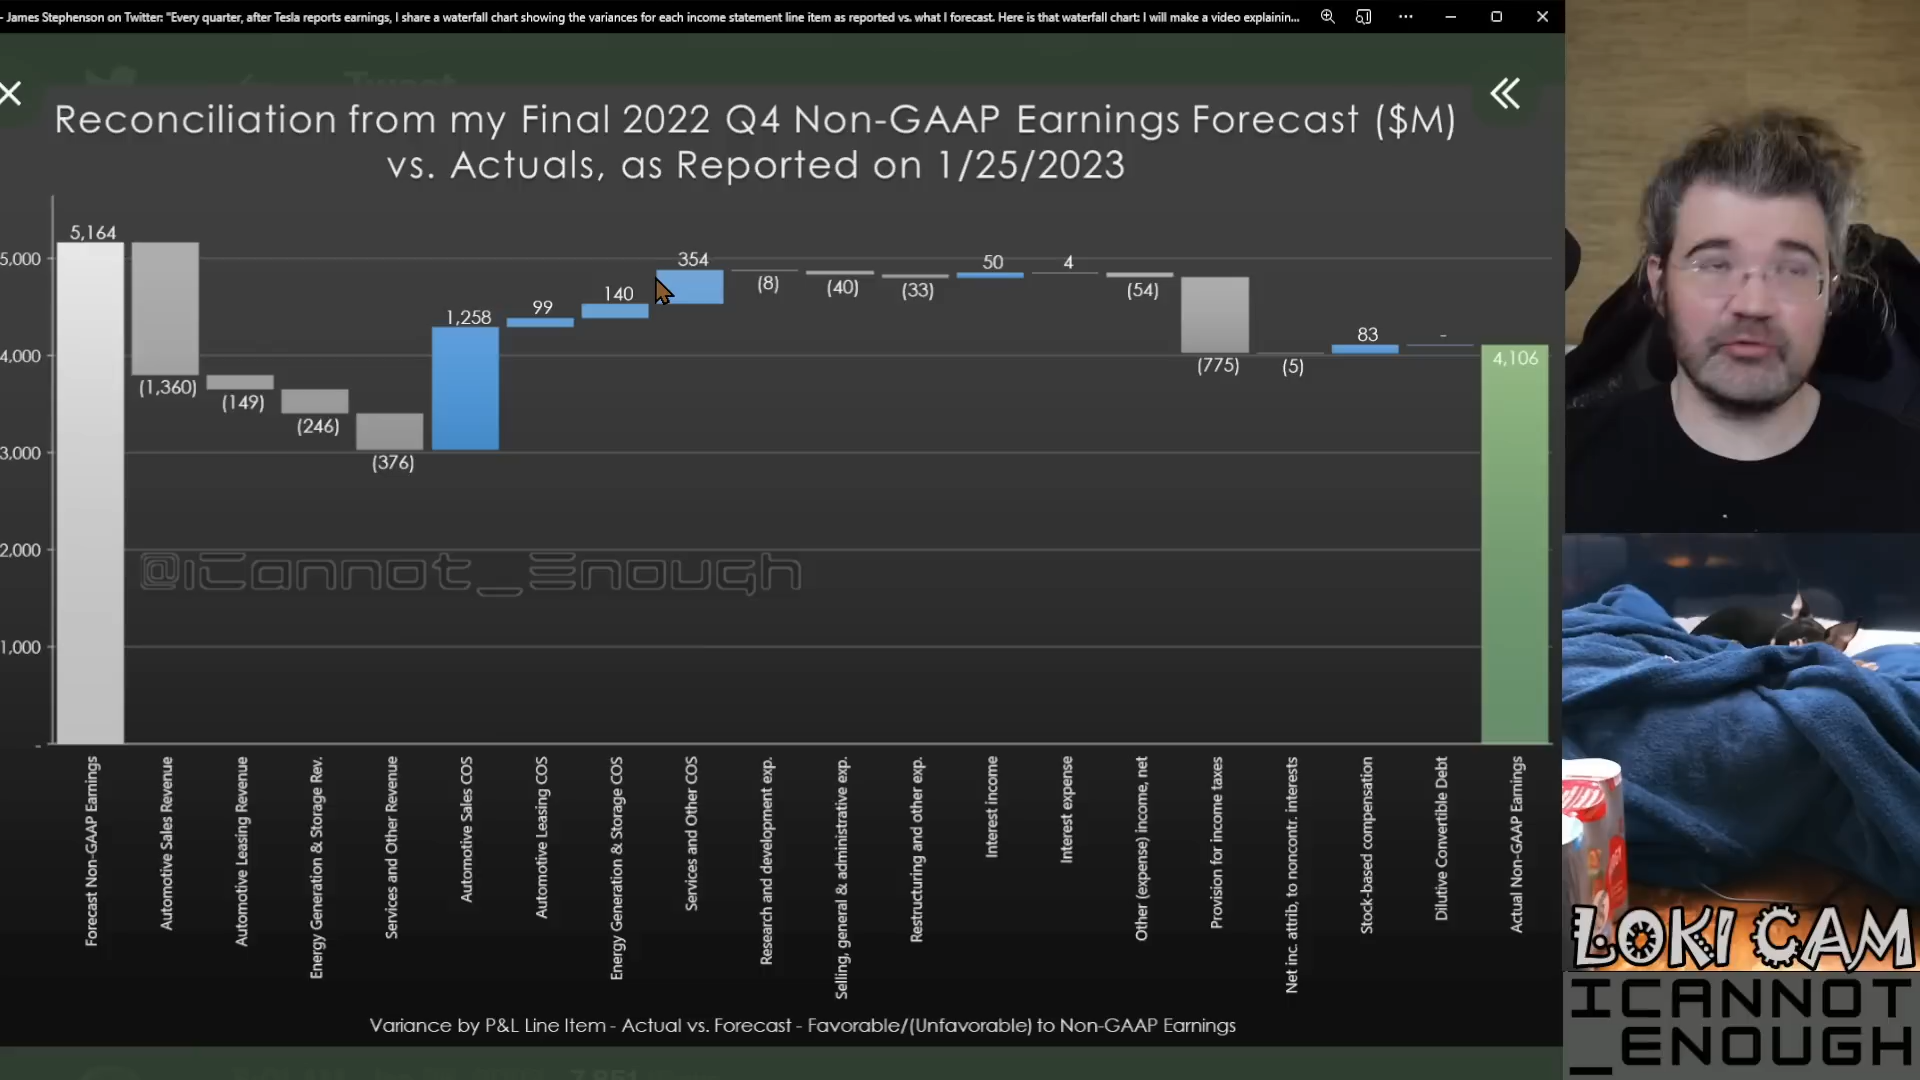 - James Stephenson on Twitter: "Every quarter, after Tesla reports earnings, I share a waterfall chart showing the variances for each income statement line item as reported vs. what I forecast. Here is that waterfall chart: I will make a video explainin...
Tweet
Reconciliation from my Final 2022 Q4 Non-GAAP Earnings Forecast ($M)
vs. Actuals, as Reported on 1/25/2023
5,164
5,000
4,000
3,000
2,000
1,000
-
(1,360)
(149)
(246)
(376)
1,258
99
140
354
(8)
(40)
(33)
50
4
(54)
(775)
(5)
83
-
4,106
@iCannot_Enough
Forecast Non-GAAP Earnings
Automotive Sales Revenue
Automotive Leasing Revenue
Energy Generation & Storage Rev.
Services and Other Revenue
Automotive Sales COS
Automotive Leasing COS
Energy Generation & Storage COS
Services and Other COS
Research and development exp.
Selling, general & administrative exp.
Restructuring and other exp.
Interest income
Interest expense
Other (expense) income, net
Provision for income taxes
Net inc. attrib. to noncontr. interests
Stock-based compensation
Dilutive Convertible Debt
Actual Non-GAAP Earnings
Variance by P&L Line Item - Actual vs. Forecast - Favorable/(Unfavorable) to Non-GAAP Earnings
LOKI CAM
ICANNOT
_ENOUGH